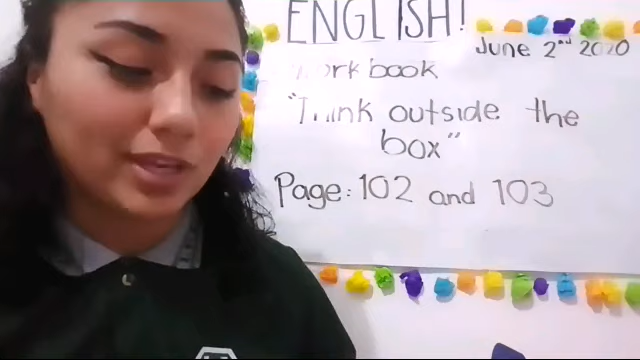 ENGLISH!
June 2nd 2020
Workbook
"Think outside the
box"
Page: 102 and 103